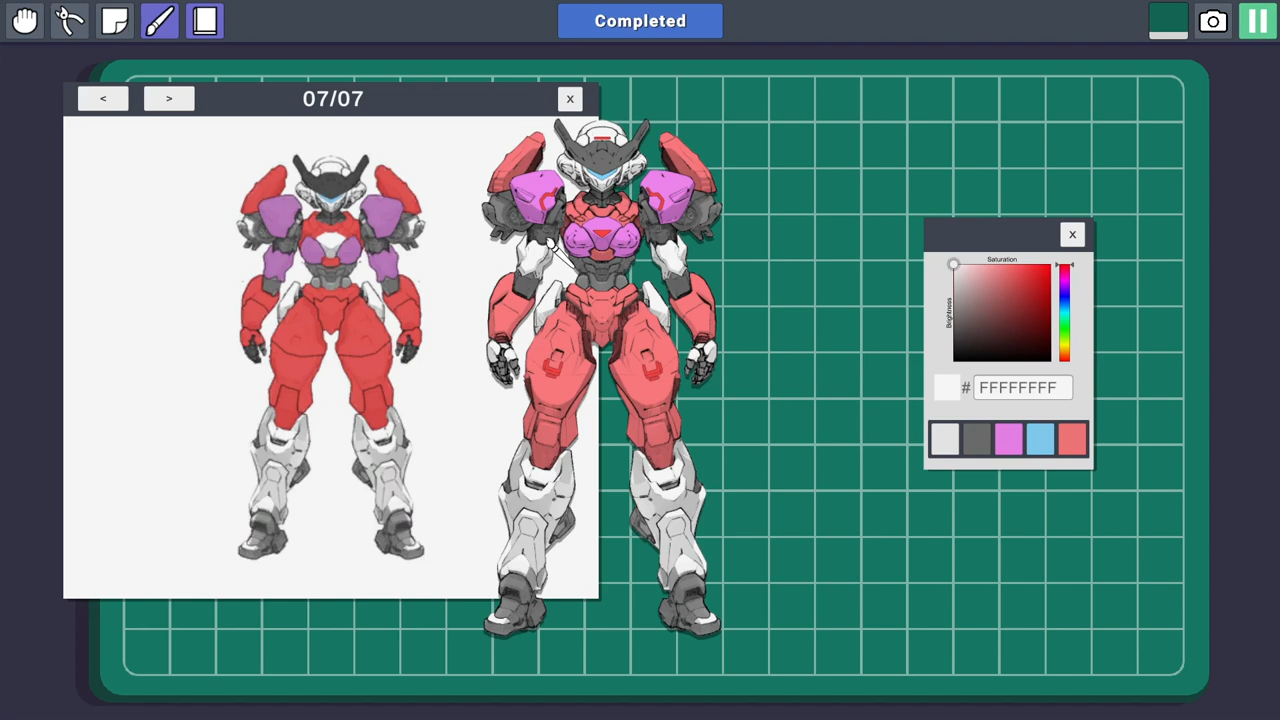 Completed
< > 07/07 x
x
Saturation
Brightness
# FFFFFFFF